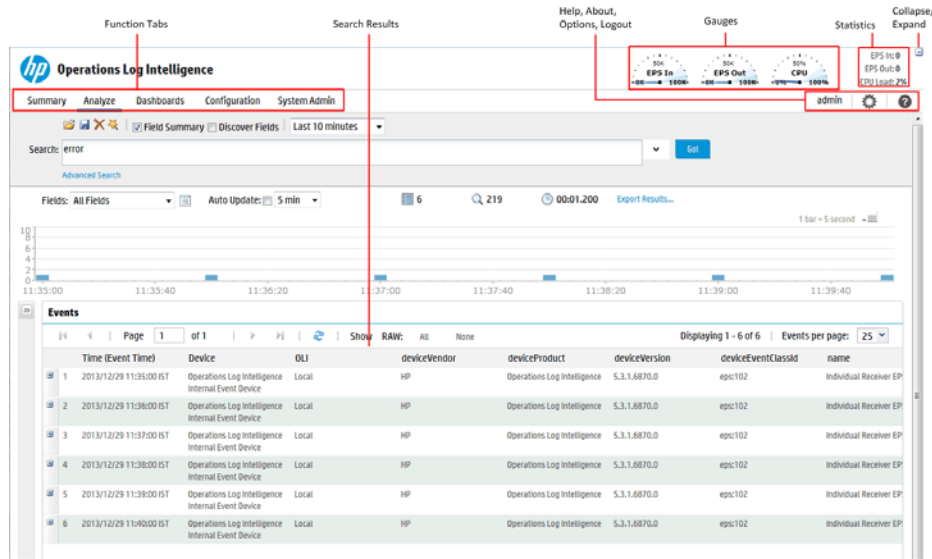 Help, About,
Options, Logout
Collapse,
Expand
Function Tabs
Search Results
Gauges
Statistics
hp
Operations Log Intelligence
50K
EPS In
0K 100K
50K
EPS Out
0K 100K
50%
CPU
0% 100%
EPS In: 0
EPS Out: 0
CPU Load: 2%
Summary Analyze Dashboards Configuration System Admin
admin
?
Field Summary Discover Fields Last 10 minutes
Search: error
Go!
Advanced Search
Fields: All Fields Auto Update: 5 min 6 219 00:01.200 Export Results...
1 bar = 5 second
10
8
6
4
2
0
11:35:00 11:35:40 11:36:20 11:37:00 11:37:40 11:38:20 11:39:00 11:39:40
Events
Page 1 of 1 Show RAW: All None Displaying 1 - 6 of 6 Events per page: 25
Time (Event Time) Device OLI deviceVendor deviceProduct deviceVersion deviceEventClassId name
1 2013/12/29 11:35:00 IST Operations Log Intelligence Local HP Operations Log Intelligence 5.3.1.6870.0 eps:102 Individual Receiver EP
Internal Event Device
2 2013/12/29 11:36:00 IST Operations Log Intelligence Local HP Operations Log Intelligence 5.3.1.6870.0 eps:102 Individual Receiver EP
Internal Event Device
3 2013/12/29 11:37:00 IST Operations Log Intelligence Local HP Operations Log Intelligence 5.3.1.6870.0 eps:102 Individual Receiver EP
Internal Event Device
4 2013/12/29 11:38:00 IST Operations Log Intelligence Local HP Operations Log Intelligence 5.3.1.6870.0 eps:102 Individual Receiver EP
Internal Event Device
5 2013/12/29 11:39:00 IST Operations Log Intelligence Local HP Operations Log Intelligence 5.3.1.6870.0 eps:102 Individual Receiver EP
Internal Event Device
6 2013/12/29 11:40:00 IST Operations Log Intelligence Local HP Operations Log Intelligence 5.3.1.6870.0 eps:102 Individual Receiver EP
Internal Event Device